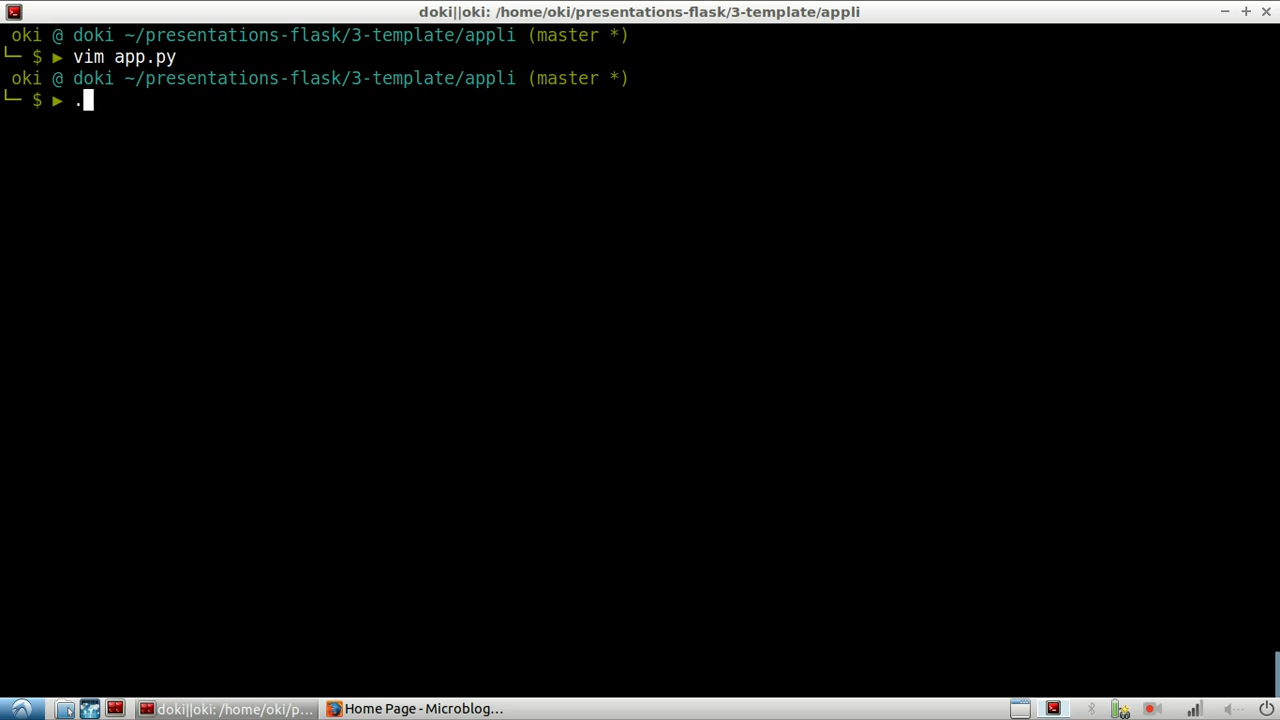 doki||oki: /home/oki/presentations-flask/3-template/appli
oki @ doki ~/presentations-flask/3-template/appli (master *)
└─ $ ▶ vim app.py
oki @ doki ~/presentations-flask/3-template/appli (master *)
└─ $ ▶ .
doki||oki: /home/oki/p... Home Page - Microblog...